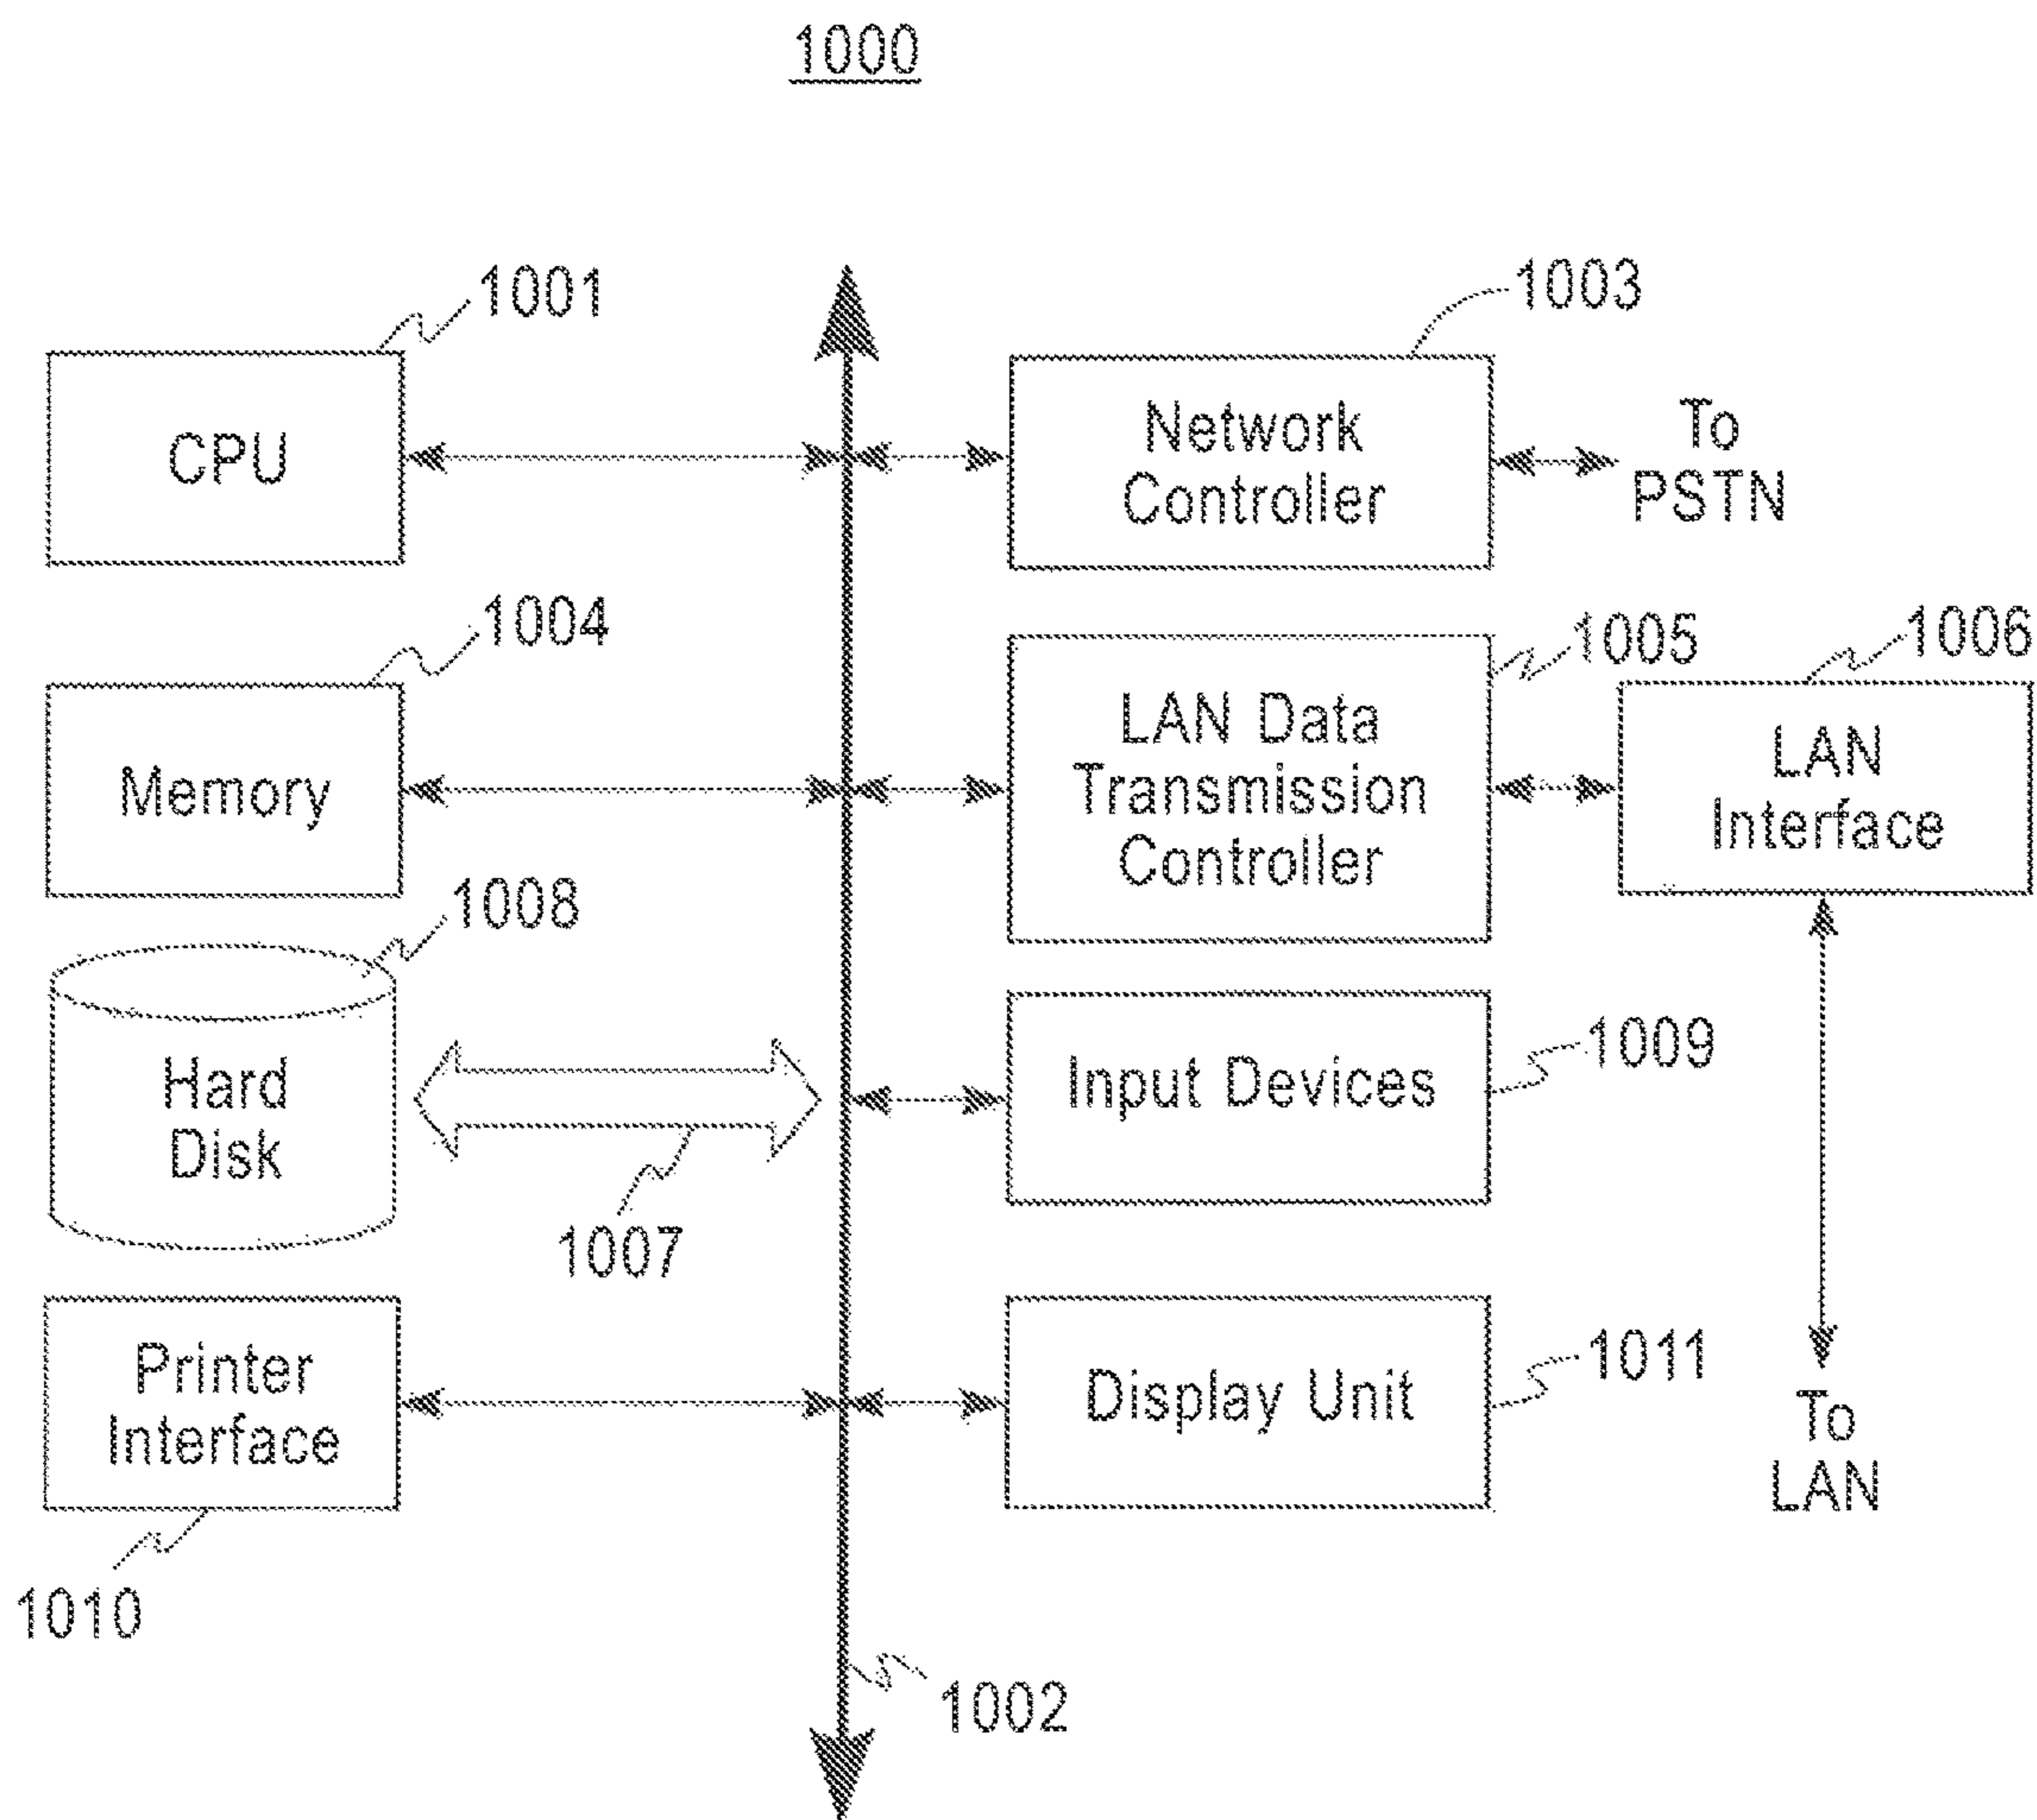 1000
1001
CPU
1003
Network
Controller
To
PSTN
1004
Memory
1005
LAN Data
Transmission
Controller
1006
LAN
Interface
1008
Hard
Disk
1007
Input Devices
1009
Printer
Interface
1010
Display Unit
1011
To
LAN
1002